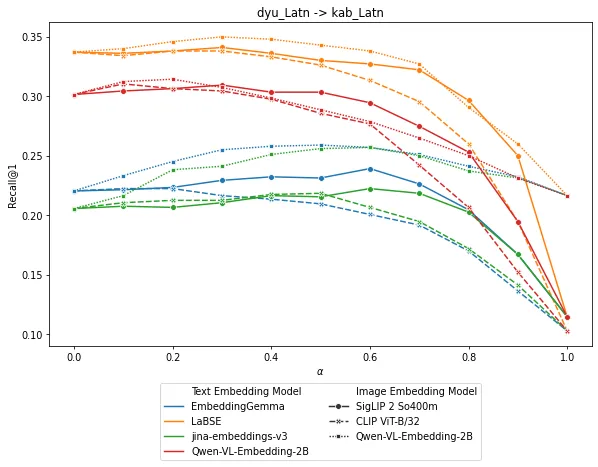 dyu_Latn -> kab_Latn
Recall@1
0.35
0.30
0.25
0.20
0.15
0.10
0.0 0.2 0.4 0.6 0.8 1.0
α
Text Embedding Model Image Embedding Model
EmbeddingGemma SigLIP 2 So400m
LaBSE CLIP ViT-B/32
jina-embeddings-v3 Qwen-VL-Embedding-2B
Qwen-VL-Embedding-2B